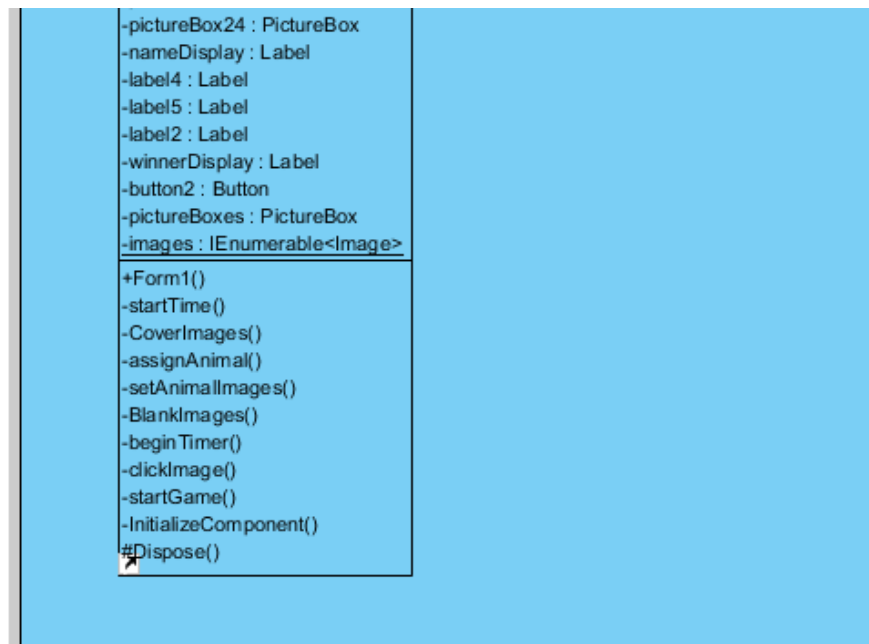 -pictureBox24 : PictureBox
-nameDisplay : Label
-label4 : Label
-label5 : Label
-label2 : Label
-winnerDisplay : Label
-button2 : Button
-pictureBoxes : PictureBox
-images : IEnumerable<Image>
+Form1()
-startTime()
-CoverImages()
-assignAnimal()
-setAnimalImages()
-BlankImages()
-beginTimer()
-clickImage()
-startGame()
-InitializeComponent()
#Dispose()